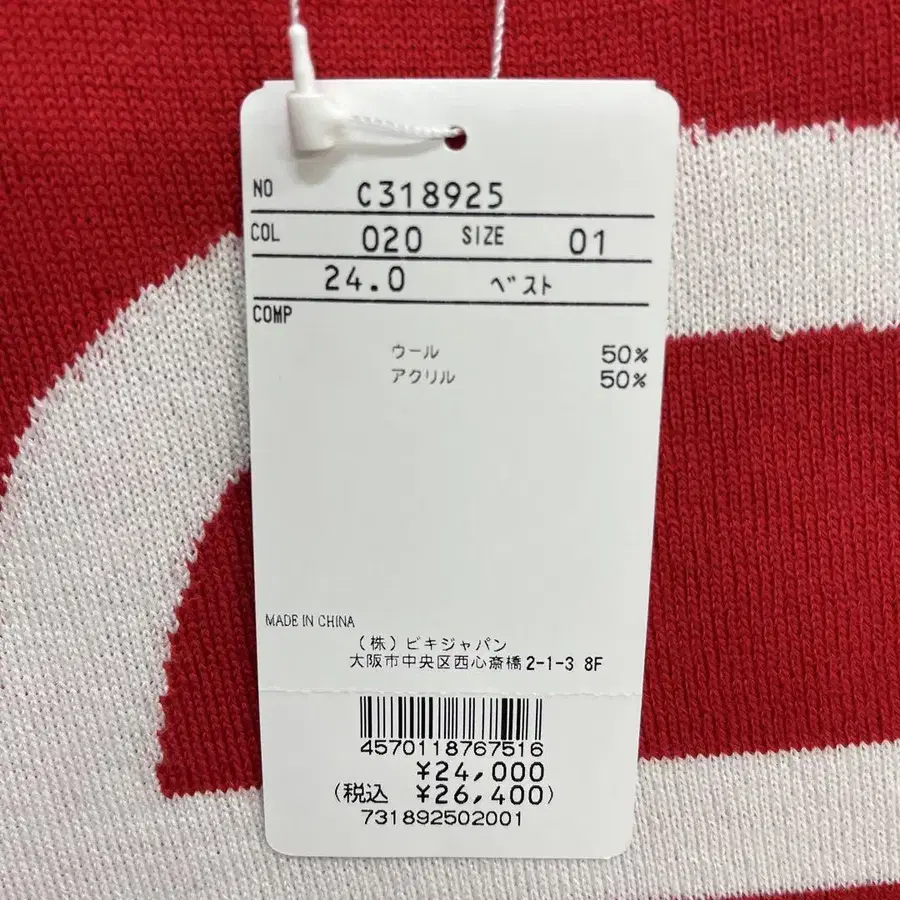 NO C318925
COL 020 SIZE 01
24.0 ベスト
COMP
ウール 50%
アクリル 50%
MADE IN CHINA
(株)ビキジャパン
大阪市中央区西心斎橋2-1-3 8F
4570118767516
¥24,000
(税込 ¥26,400)
731892502001